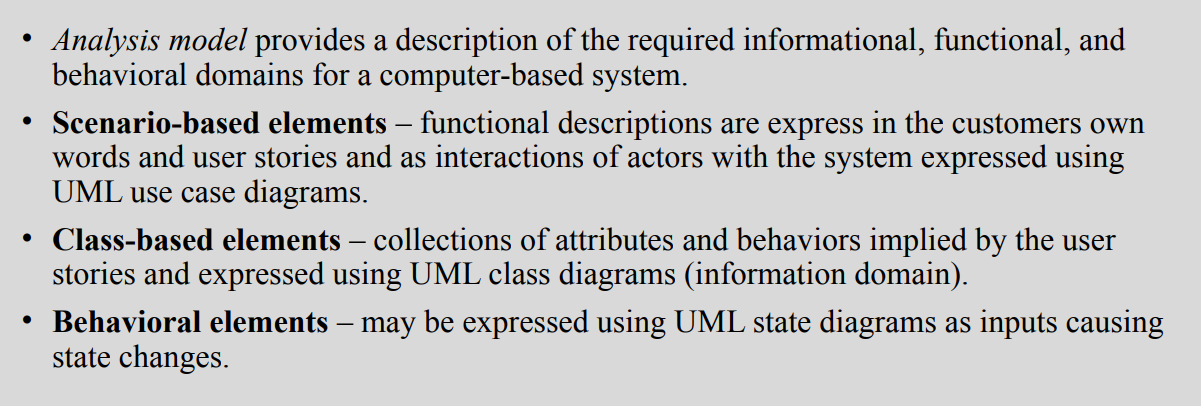 • Analysis model provides a description of the required informational, functional, and
behavioral domains for a computer-based system.
• Scenario-based elements – functional descriptions are express in the customers own
words and user stories and as interactions of actors with the system expressed using
UML use case diagrams.
• Class-based elements – collections of attributes and behaviors implied by the user
stories and expressed using UML class diagrams (information domain).
• Behavioral elements – may be expressed using UML state diagrams as inputs causing
state changes.